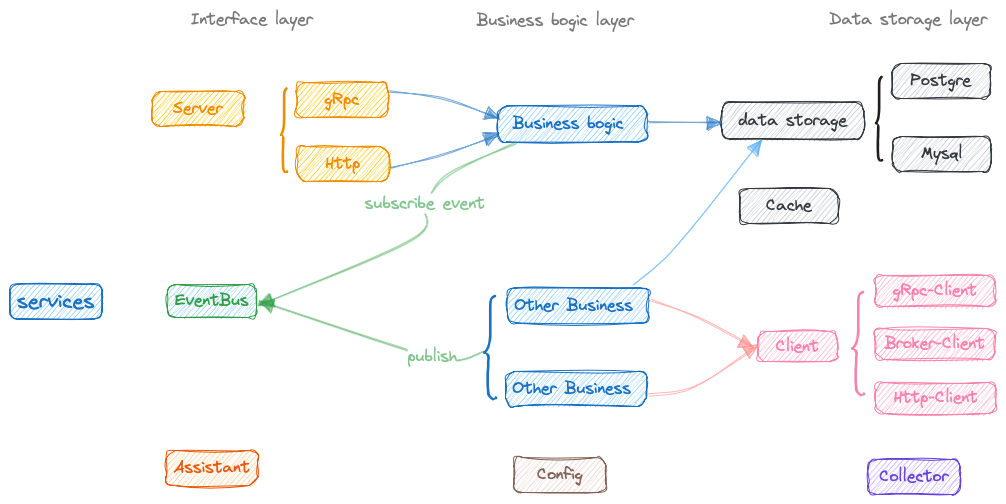 Interface layer
Business bogic layer
Data storage layer
Server
gRpc
Http
Business bogic
data storage
Postgre
Mysql
Cache
subscribe event
services
EventBus
publish
Other Business
Other Business
Client
gRpc-Client
Broker-Client
Http-Client
Assistant
Config
Collector